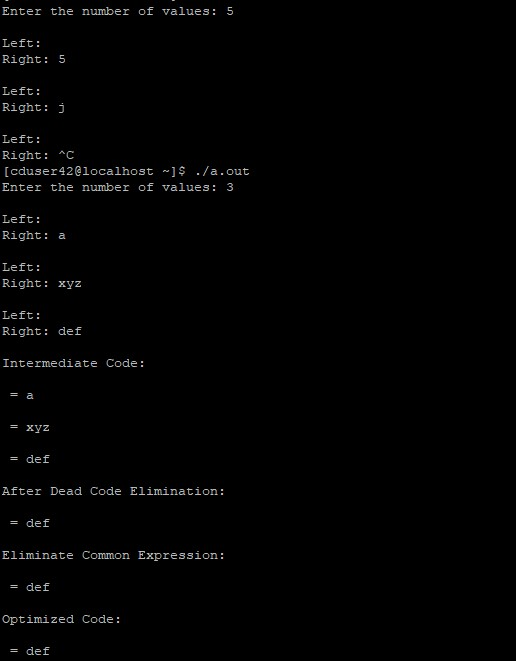 Enter the number of values: 5
Left:
Right: 5
Left:
Right: j
Left:
Right: ^C
[cduser42@localhost ~]$ ./a.out
Enter the number of values: 3
Left:
Right: a
Left:
Right: xyz
Left:
Right: def
Intermediate Code:
= a
= xyz
= def
After Dead Code Elimination:
= def
Eliminate Common Expression:
= def
Optimized Code:
= def